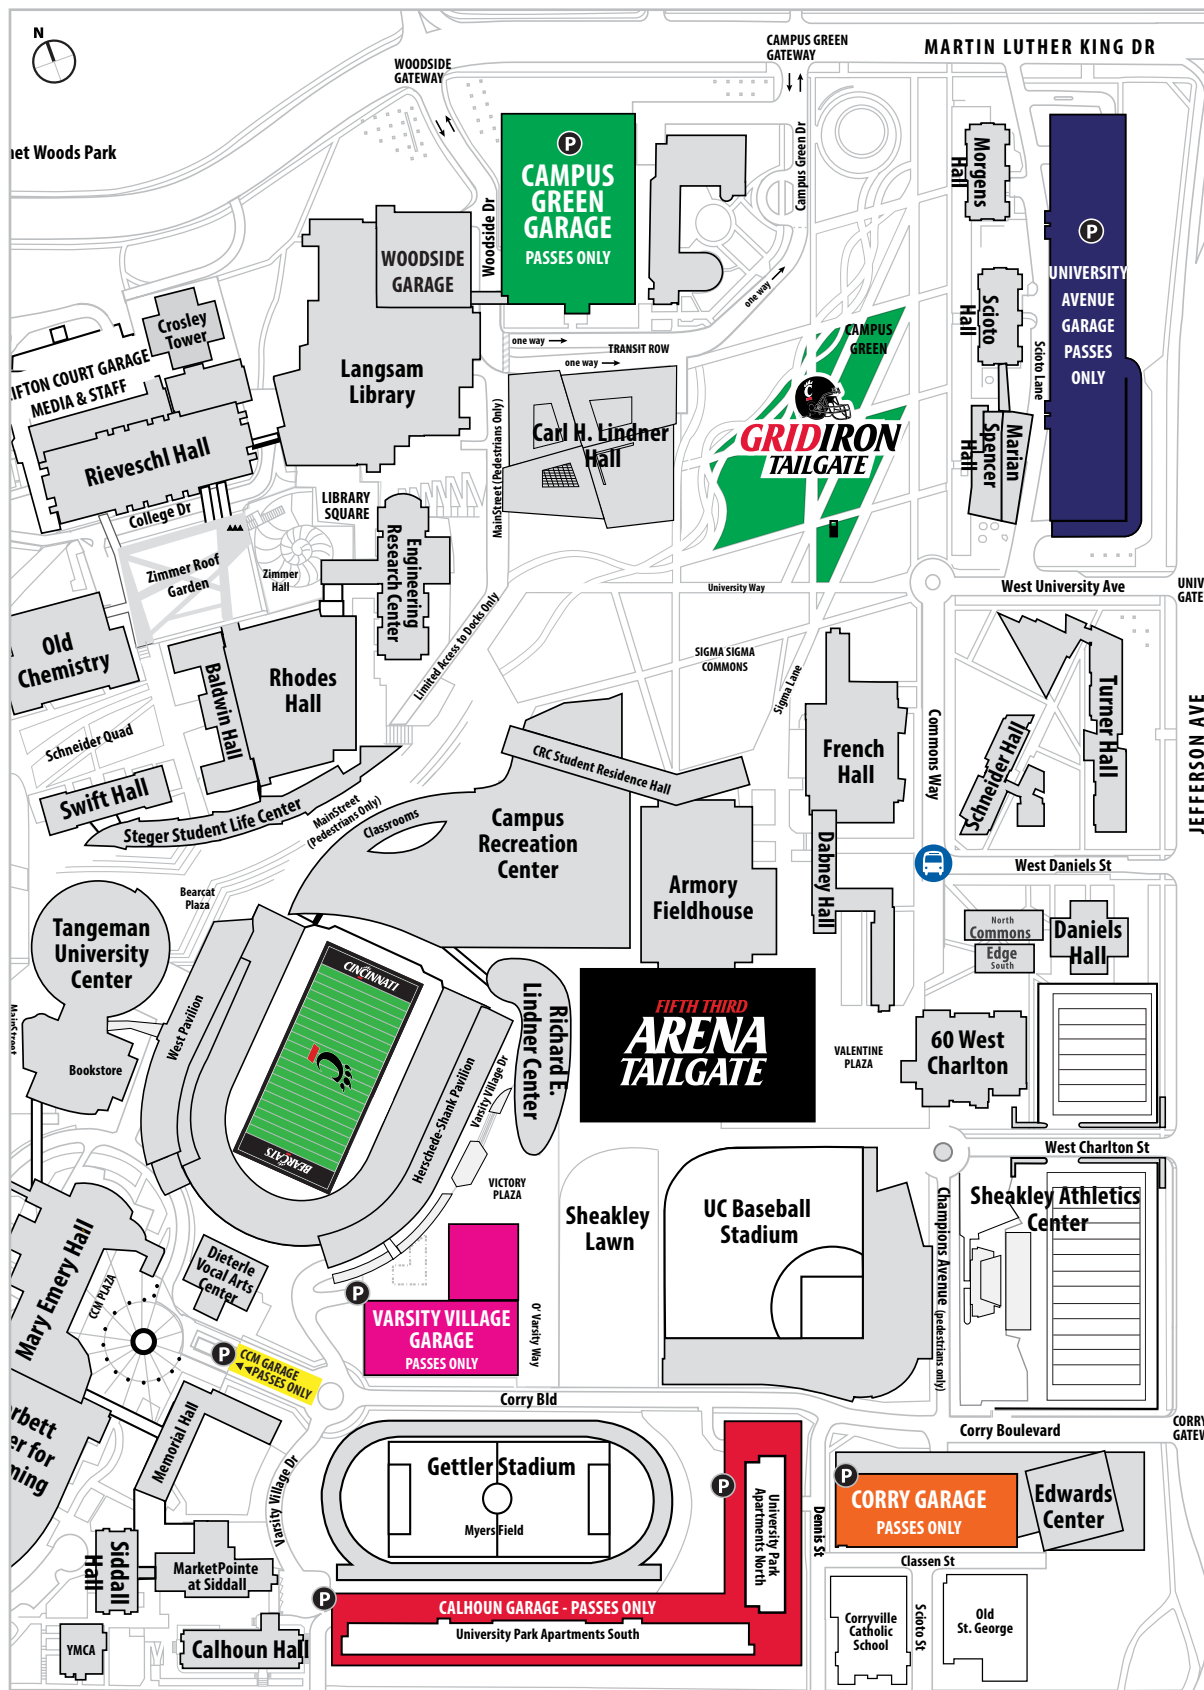 N
MARTIN LUTHER KING DR
CAMPUS GREEN
GATEWAY
WOODSIDE
GATEWAY
net Woods Park
P
CAMPUS
GREEN
GARAGE
PASSES ONLY
Woodside Dr
Campus Green Dr
Morgens
Hall
P
UNIVERSITY
AVENUE
GARAGE
PASSES
ONLY
WOODSIDE
GARAGE
one way
Crosley
Tower
Scioto
Hall
Scioto Lane
CAMPUS
GREEN
one way
TRANSIT ROW
one way
LIFTON COURT GARAGE
MEDIA & STAFF
Langsam
Library
C
GRIDIRON
TAILGATE
Carl H. Lindner
Hall
MainStreet (Pedestrians Only)
Marian
Spencer
Hall
Rieveschl Hall
College Dr
LIBRARY
SQUARE
Engineering
Research Center
Zimmer Roof
Garden
Zimmer
Hall
University Way
West University Ave
UNIV
GATE
Limited Access to Docks Only
Old
Chemistry
Baldwin Hall
Rhodes
Hall
SIGMA SIGMA
COMMONS
Sigma Lane
French
Hall
Commons Way
Turner Hall
Schneider Hall
JEFFERSON AVE
Schneider Quad
Swift Hall
Steger Student Life Center
MainStreet
(Pedestrians Only)
CRC Student Residence Hall
Classrooms
Campus
Recreation
Center
Dabney Hall
West Daniels St
Armory
Fieldhouse
Bearcat
Plaza
Tangeman
University
Center
North
Commons
Edge
South
Daniels
Hall
MainStreet
West Pavilion
CINCINNATI
C
BEARCATS
Herschede-Shank Pavilion
Varsity Village Dr
Richard E.
Lindner Center
FIFTH THIRD
ARENA
TAILGATE
VALENTINE
PLAZA
60 West
Charlton
Bookstore
West Charlton St
VICTORY
PLAZA
Sheakley
Lawn
UC Baseball
Stadium
Champions Avenue (pedestrians only)
Sheakley Athletics
Center
Mary Emery Hall
CCM PLAZA
Dieterle
Vocal Arts
Center
P
VARSITY VILLAGE
GARAGE
PASSES ONLY
O'Varsity Way
P
CCM GARAGE
PASSES ONLY
Corry Bld
Corry Boulevard
CORRY
GATEW
rbett
er for
ming
Memorial Hall
Varsity Village Dr
Gettler Stadium
Myers Field
P
University Park
Apartments North
Dennis St
P
CORRY GARAGE
PASSES ONLY
Edwards
Center
Classen St
Siddall
Hall
MarketPointe
at Siddall
P
CALHOUN GARAGE - PASSES ONLY
University Park Apartments South
YMCA
Calhoun Hall
Corryville
Catholic
School
Scioto St
Old
St. George